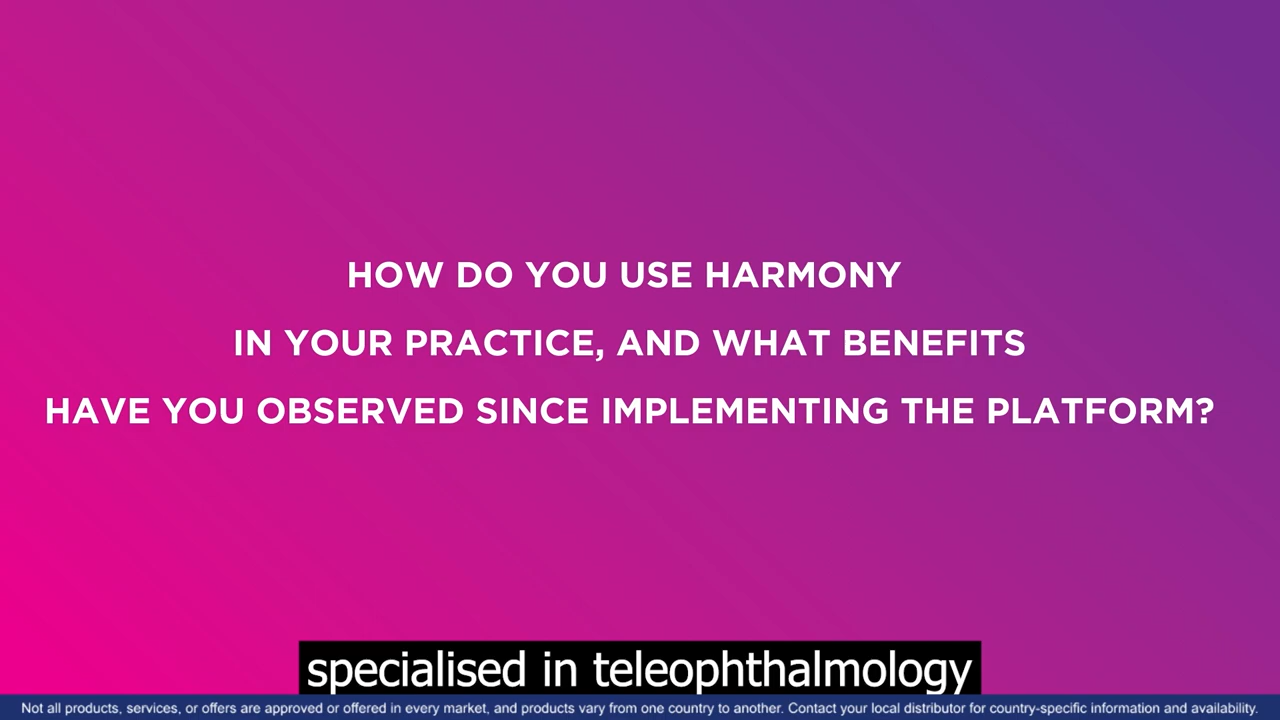 HOW DO YOU USE HARMONY
IN YOUR PRACTICE, AND WHAT BENEFITS
HAVE YOU OBSERVED SINCE IMPLEMENTING THE PLATFORM?
specialised in teleophthalmology
Not all products, services, or offers are approved or offered in every market, and products vary from one country to another. Contact your local distributor for country-specific information and availability.